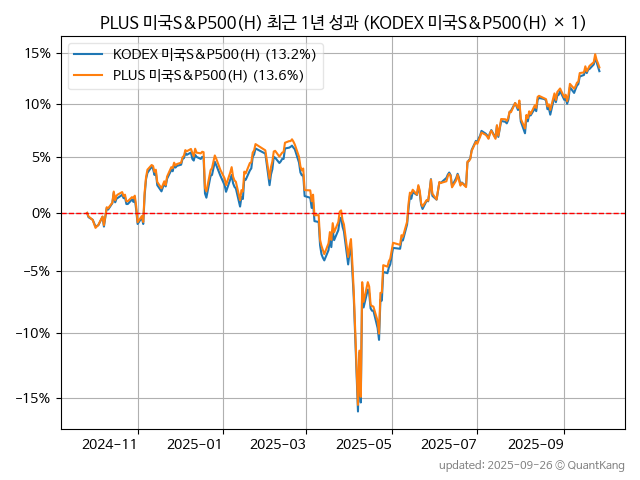 PLUS 미국S&P500(H) 최근 1년 성과 (KODEX 미국S&P500(H) × 1)
KODEX 미국S&P500(H) (13.2%)
PLUS 미국S&P500(H) (13.6%)
15%
10%
5%
0%
−5%
−10%
−15%
2024-11 2025-01 2025-03 2025-05 2025-07 2025-09
updated: 2025-09-26 © QuantKang